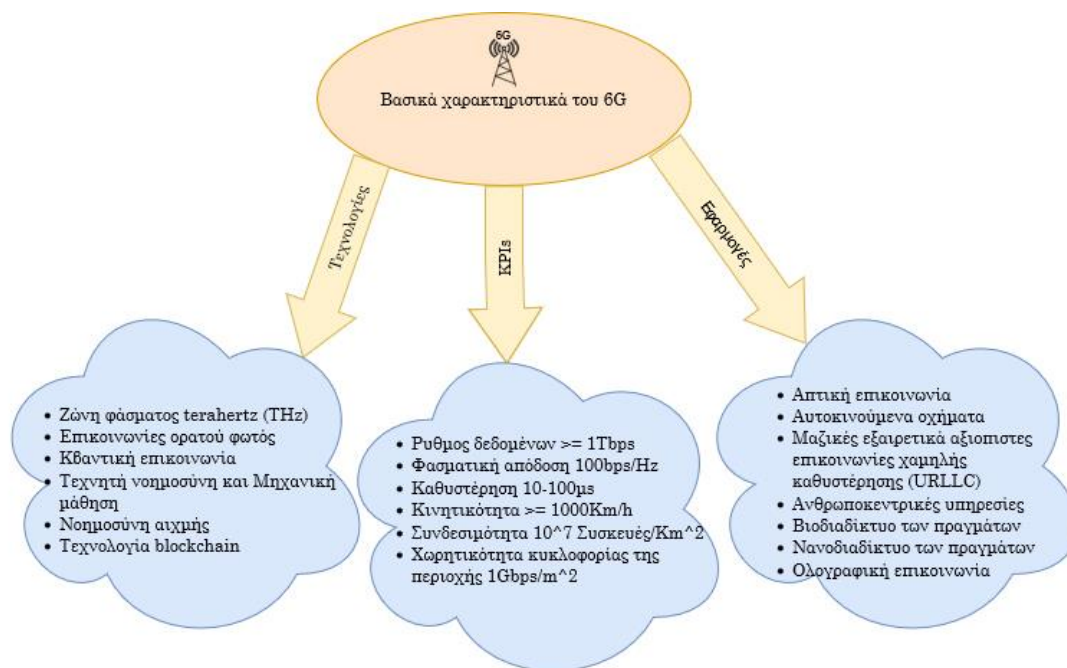 6G
Βασικά χαρακτηριστικά του 6G
Τεχνολογίες
KPIs
Εφαρμογές
• Ζώνη φάσματος terahertz (THz)
• Επικοινωνίες ορατού φωτός
• Κβαντική επικοινωνία
• Τεχνητή νοημοσύνη και Μηχανική
μάθηση
• Νοημοσύνη αιχμής
• Τεχνολογία blockchain
• Ρυθμος δεδομένων >= 1Tbps
• Φασματική απόδοση 100bps/Hz
• Καθυστέρηση 10-100μs
• Κινητικότητα >= 1000Km/h
• Συνδεσιμότητα 10^7 Συσκευές/Km^2
• Χωρητικότητα κυκλοφορίας της
περιοχής 1Gbps/m^2
• Απτική επικοινωνία
• Αυτοκινούμενα οχήματα
• Μαζικές εξαιρετικά αξιοπιστες
επικοινωνίες χαμηλής
καθυστέρησης (URLLC)
• Ανθρωποκεντρικές υπηρεσίες
• Βιοδιαδίκτυο των πραγμάτων
• Νανοδιαδίκτυο των πραγμάτων
• Ολογραφική επικοινωνία